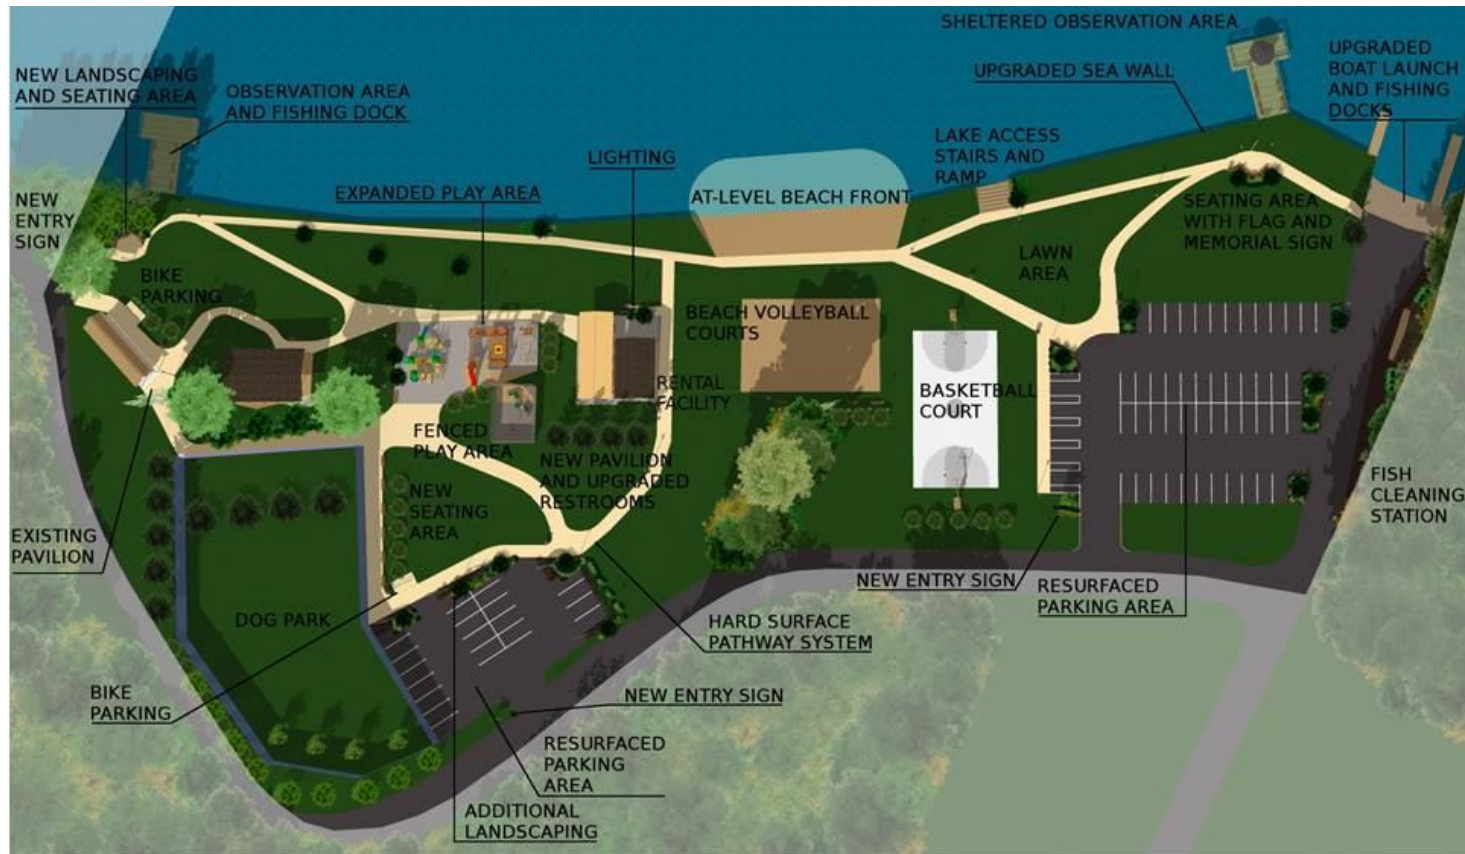 SHELTERED OBSERVATION AREA
NEW LANDSCAPING
AND SEATING AREA
OBSERVATION AREA
AND FISHING DOCK
UPGRADED SEA WALL
UPGRADED
BOAT LAUNCH
AND FISHING
DOCKS
LIGHTING
LAKE ACCESS
STAIRS AND
RAMP
NEW
ENTRY
SIGN
EXPANDED PLAY AREA
AT-LEVEL BEACH FRONT
SEATING AREA
WITH FLAG AND
MEMORIAL SIGN
BIKE
PARKING
LAWN
AREA
BEACH VOLLEYBALL
COURTS
RENTAL
FACILITY
BASKETBALL
COURT
FENCED
PLAY AREA
NEW PAVILION
AND UPGRADED
RESTROOMS
NEW
SEATING
AREA
FISH
CLEANING
STATION
EXISTING
PAVILION
NEW ENTRY SIGN
RESURFACED
PARKING AREA
DOG PARK
HARD SURFACE
PATHWAY SYSTEM
BIKE
PARKING
NEW ENTRY SIGN
RESURFACED
PARKING
AREA
ADDITIONAL
LANDSCAPING